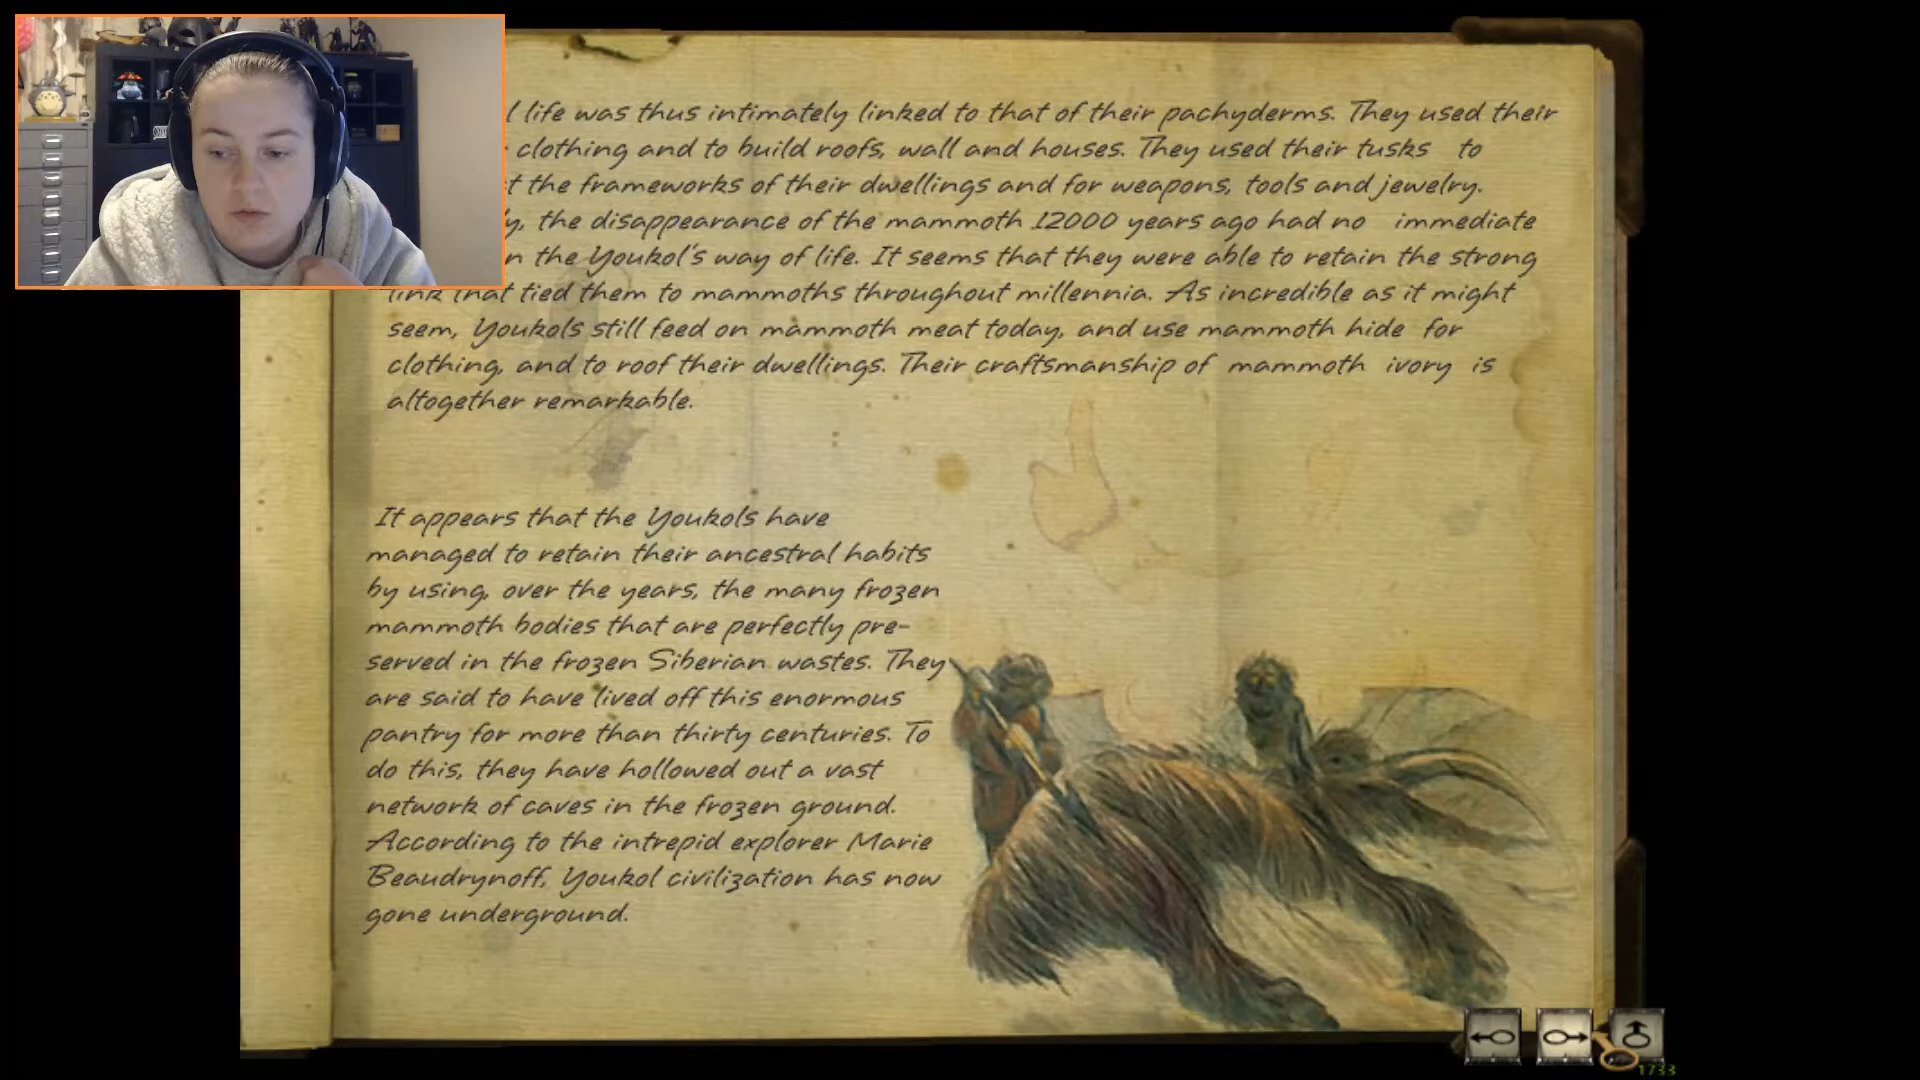 life was thus intimately linked to that of their pachyderms. They used their
clothing and to build roofs, wall and houses. They used their tusks to
the frameworks of their dwellings and for weapons, tools and jewelry.
the disappearance of the mammoth 12000 years ago had no immediate
the Youkol's way of life. It seems that they were able to retain the strong
link that tied them to mammoths throughout millennia. As incredible as it might
seem, Youkols still feed on mammoth meat today, and use mammoth hide for
clothing, and to roof their dwellings. Their craftsmanship of mammoth ivory is
altogether remarkable.
It appears that the Youkols have
managed to retain their ancestral habits
by using, over the years, the many frozen
mammoth bodies that are perfectly pre-
served in the frozen Siberian wastes. They
are said to have lived off this enormous
pantry for more than thirty centuries. To
do this, they have hollowed out a vast
network of caves in the frozen ground.
According to the intrepid explorer Marie
Beaudrynoff, Youkol civilization has now
gone underground.
1733